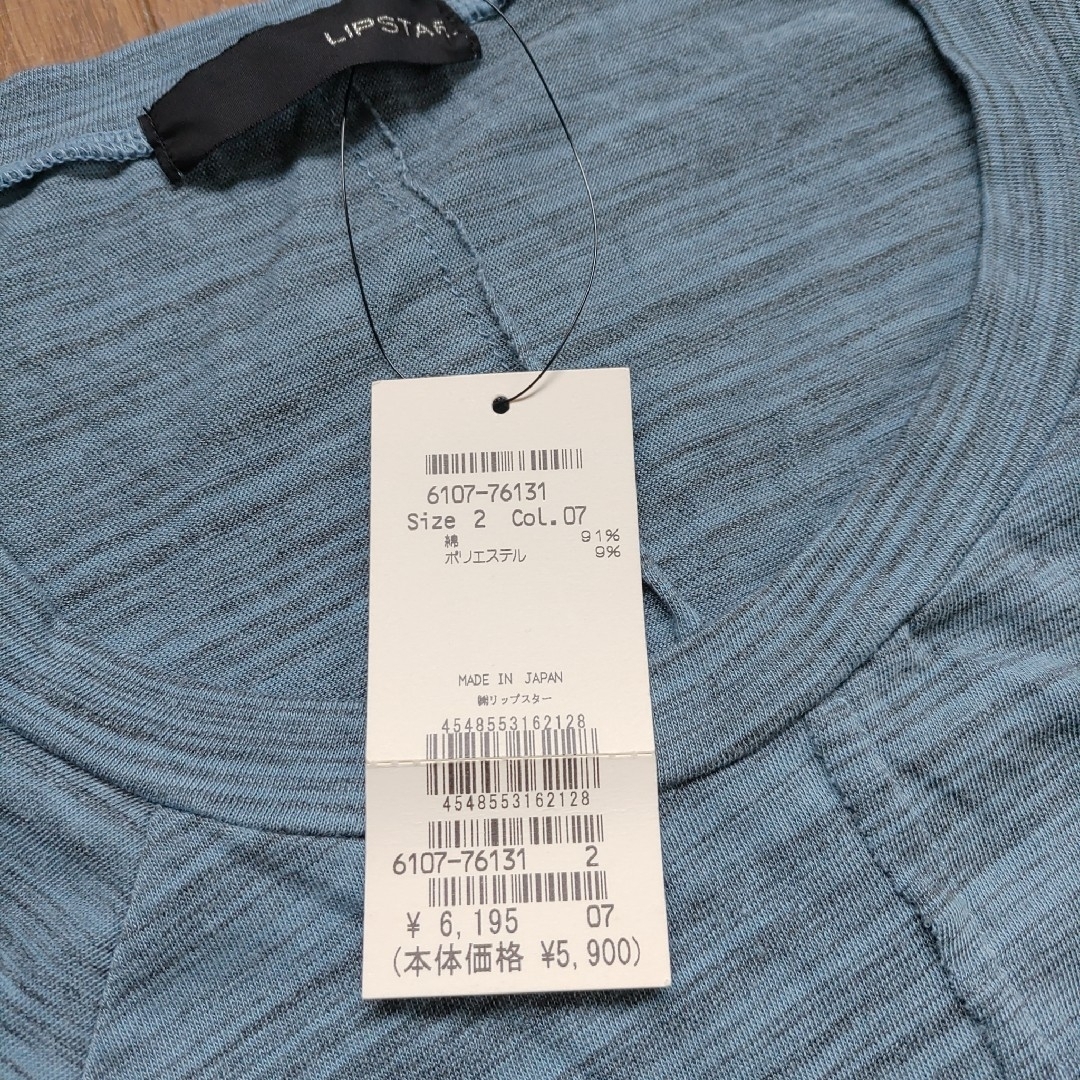 LIPSTAR
6107-76131
Size 2 Col.07
綿 91%
ポリエステル 9%
MADE IN JAPAN
㈱リップスター
4548553162128
4548553162128
6107-76131 2
¥ 6,195 07
(本体価格 ¥5,900)